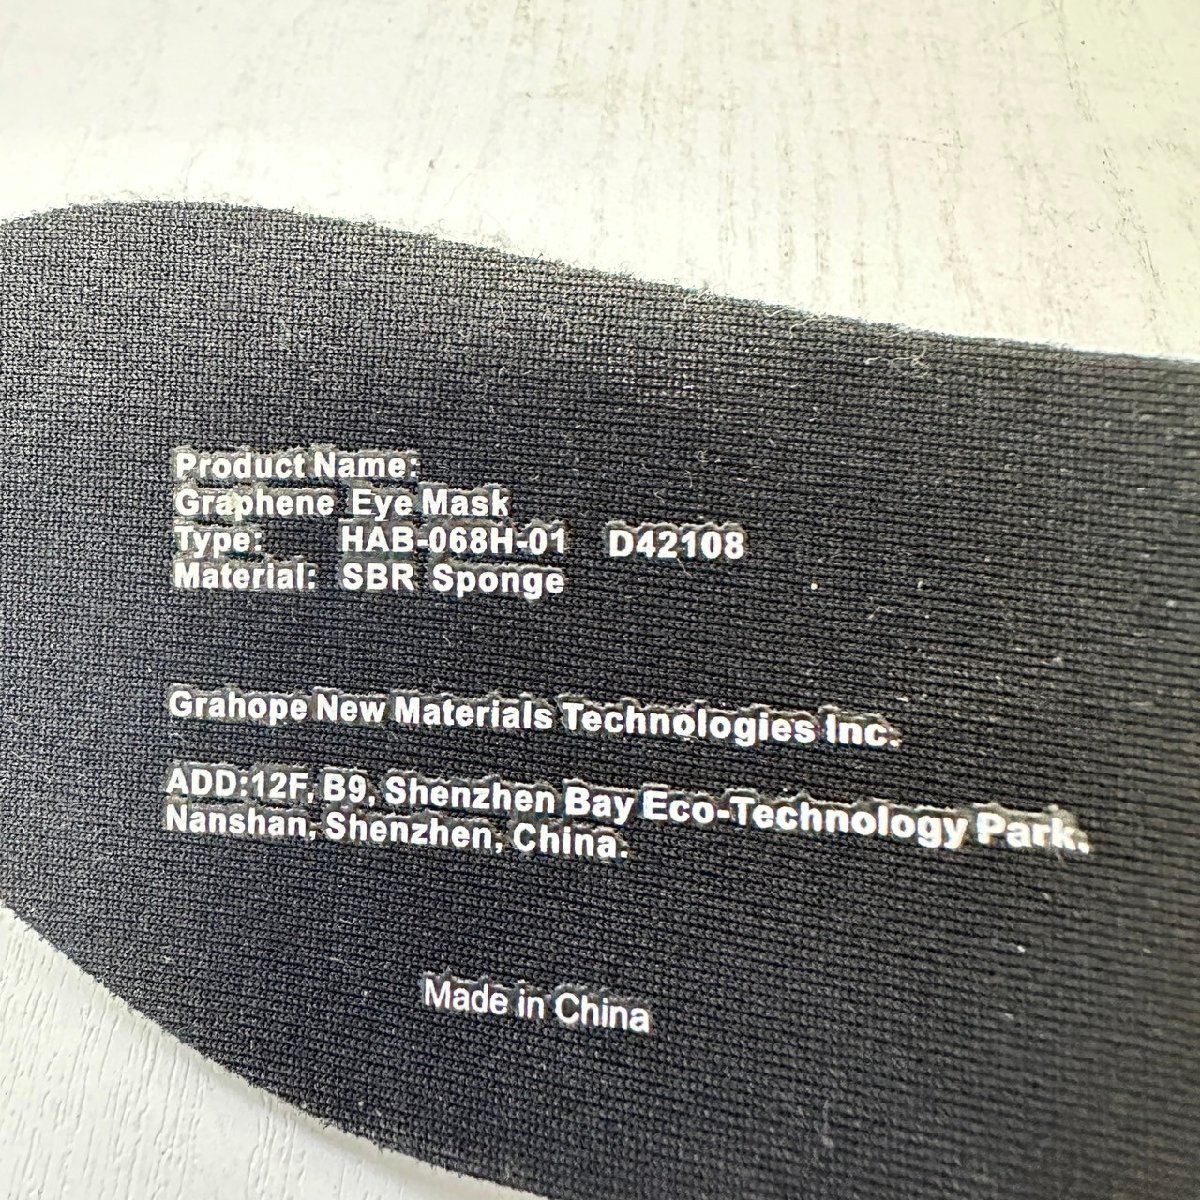 Product Name:
Graphene Eye Mask
Type: HAB-068H-01 D42108
Material: SBR Sponge
Grahope New Materials Technologies Inc.
ADD:12F, B9, Shenzhen Bay Eco-Technology Park.
Nanshan, Shenzhen, China.
Made in China